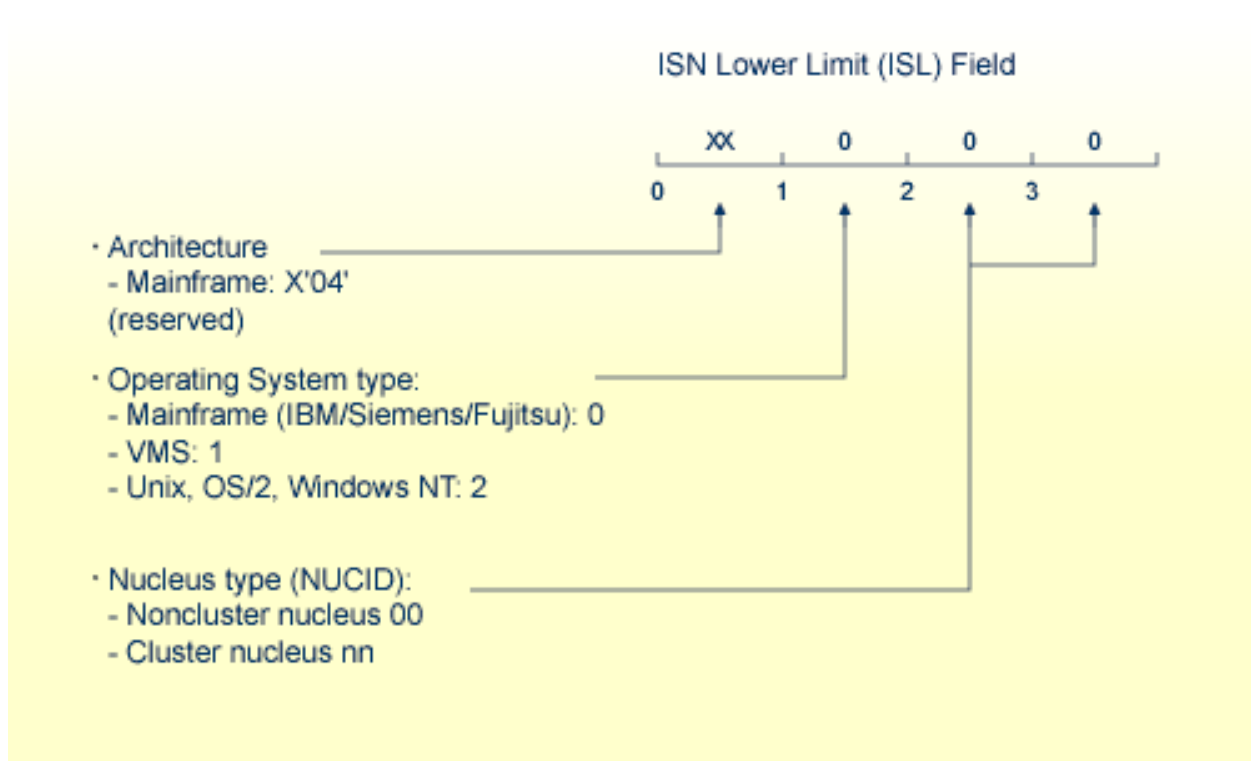 ISN Lower Limit (ISL) Field
XX 0 0 0
0 1 2 3
· Architecture
- Mainframe: X'04'
(reserved)
· Operating System type:
- Mainframe (IBM/Siemens/Fujitsu): 0
- VMS: 1
- Unix, OS/2, Windows NT: 2
· Nucleus type (NUCID):
- Noncluster nucleus 00
- Cluster nucleus nn